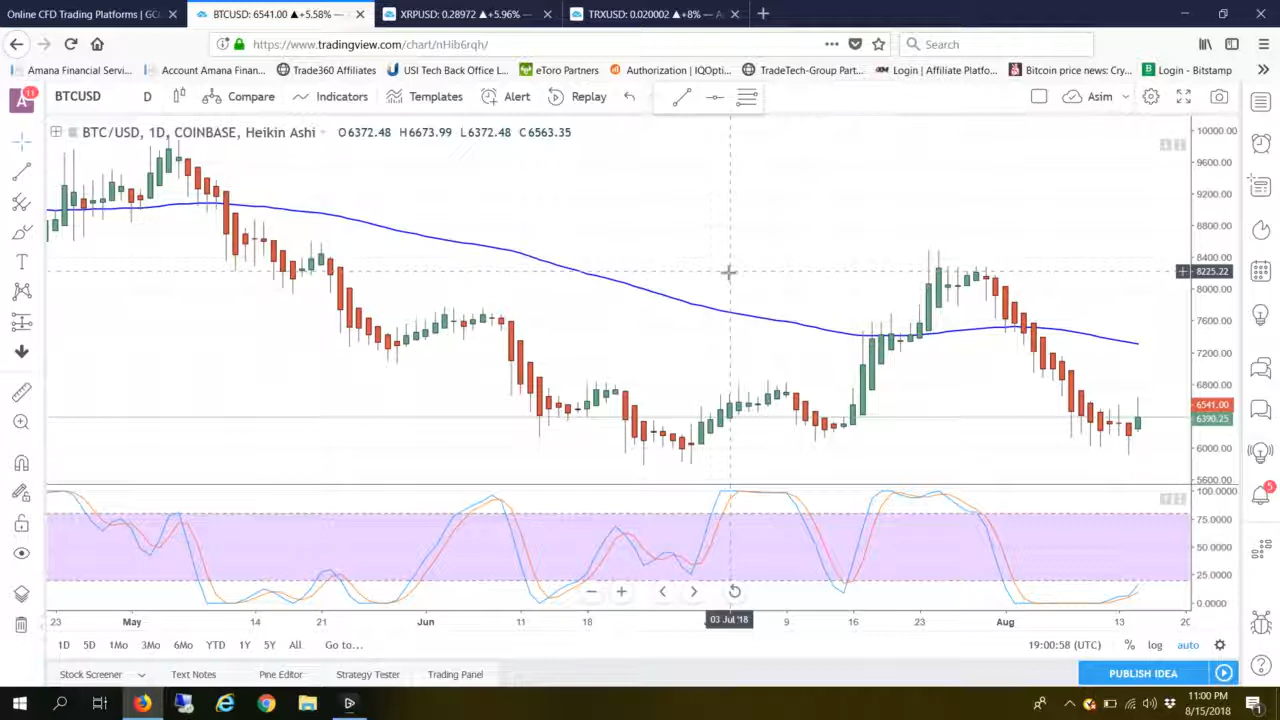 Online CFD Trading Platforms | GC
BTCUSD: 6541.00 ▲+5.58% —
XRPUSD: 0.28972 ▲+5.96% —
TRXUSD: 0.020002 ▲+8% — Am
https://www.tradingview.com/chart/nHib6rqh/
Search
Amana Financial Servi...
Account Amana Finan...
Trade360 Affiliates
USI Tech Back Office L...
eToro Partners
Authorization | IQOpti...
TradeTech-Group Part...
Login | Affiliate Platfo...
Bitcoin price news: Cry...
Login - Bitstamp
11
BTCUSD D Compare Indicators Templates Alert Replay Asim
BTC/USD, 1D, COINBASE, Heikin Ashi O6372.48 H6673.99 L6372.48 C6563.35
10000.00
9600.00
9200.00
8800.00
8400.00
8225.22
8000.00
7600.00
7200.00
6800.00
6541.00
6390.25
6000.00
5600.00
100.0000
75.0000
50.0000
25.0000
0.0000
5
23 May 14 21 Jun 11 18 03 Jul '18 9 16 23 Aug 13 20
1D 5D 1Mo 3Mo 6Mo YTD 1Y 5Y All Go to... 19:00:58 (UTC) % log auto
Stock Screener Text Notes Pine Editor Strategy Tester Trading Panel PUBLISH IDEA
11:00 PM
8/15/2018
1